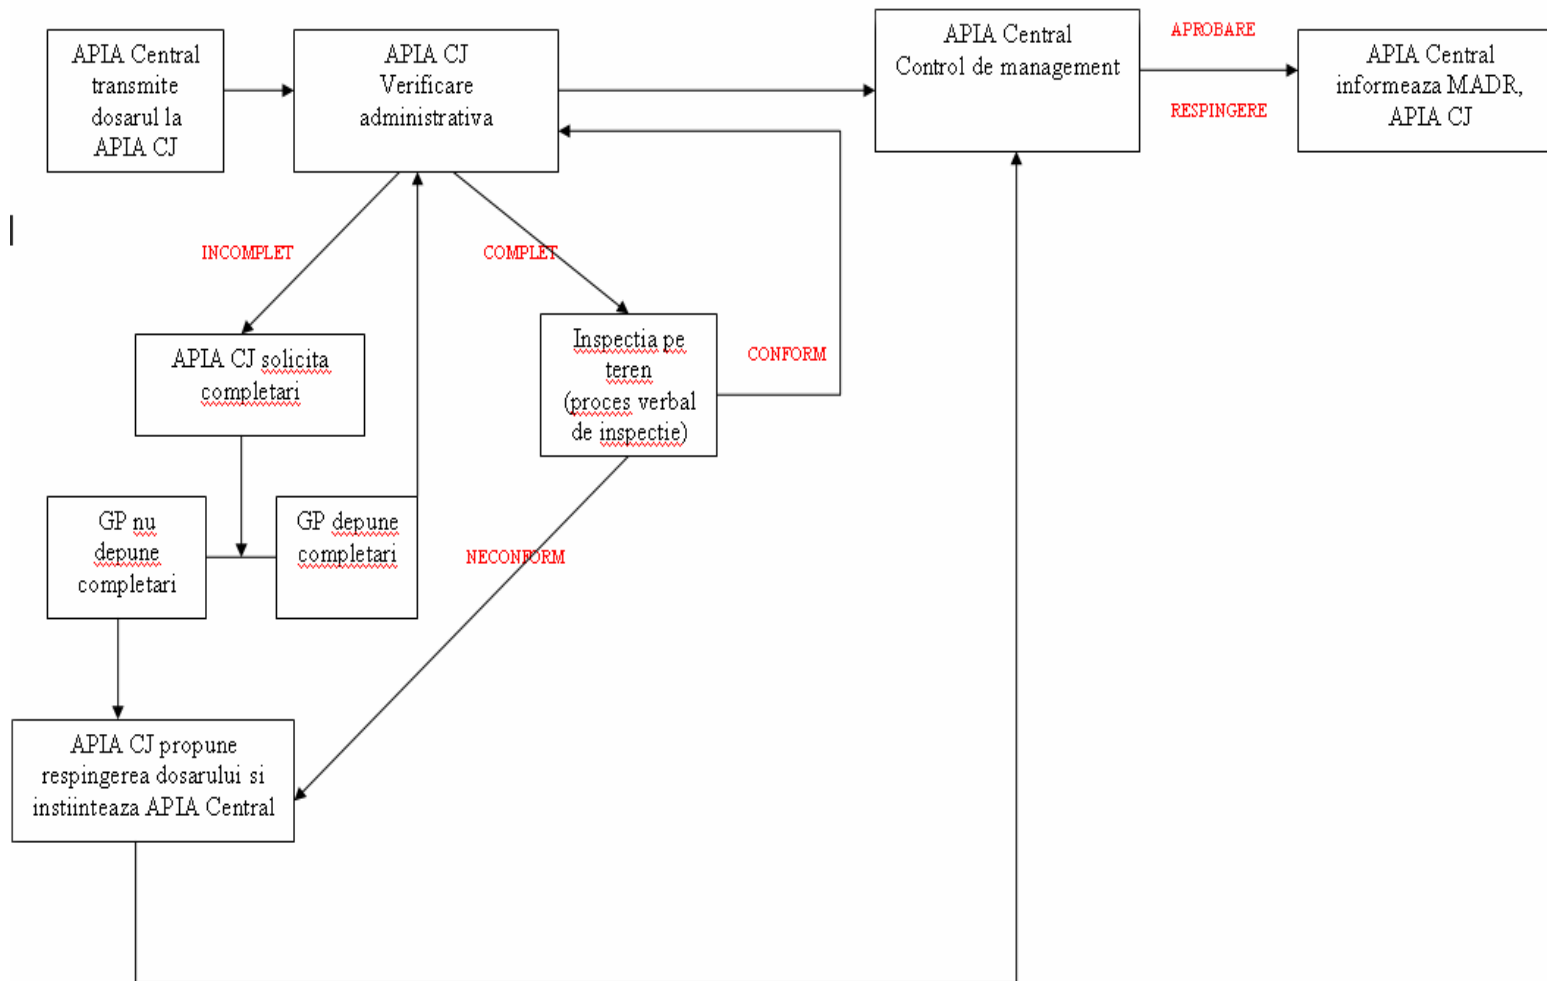 APIA Central
transmite
dosarul la
APIA CJ
APIA CJ
Verificare
administrativa
APIA Central
Control de management
APROBARE
RESPINGERE
APIA Central
informeaza MADR,
APIA CJ
INCOMPLET
COMPLET
APIA CJ solicita
completari
Inspectia pe
teren
(proces verbal
de inspectie)
CONFORM
GP nu
depune
completari
GP depune
completari
NECONFORM
APIA CJ propune
respingerea dosarului si
instiinteaza APIA Central